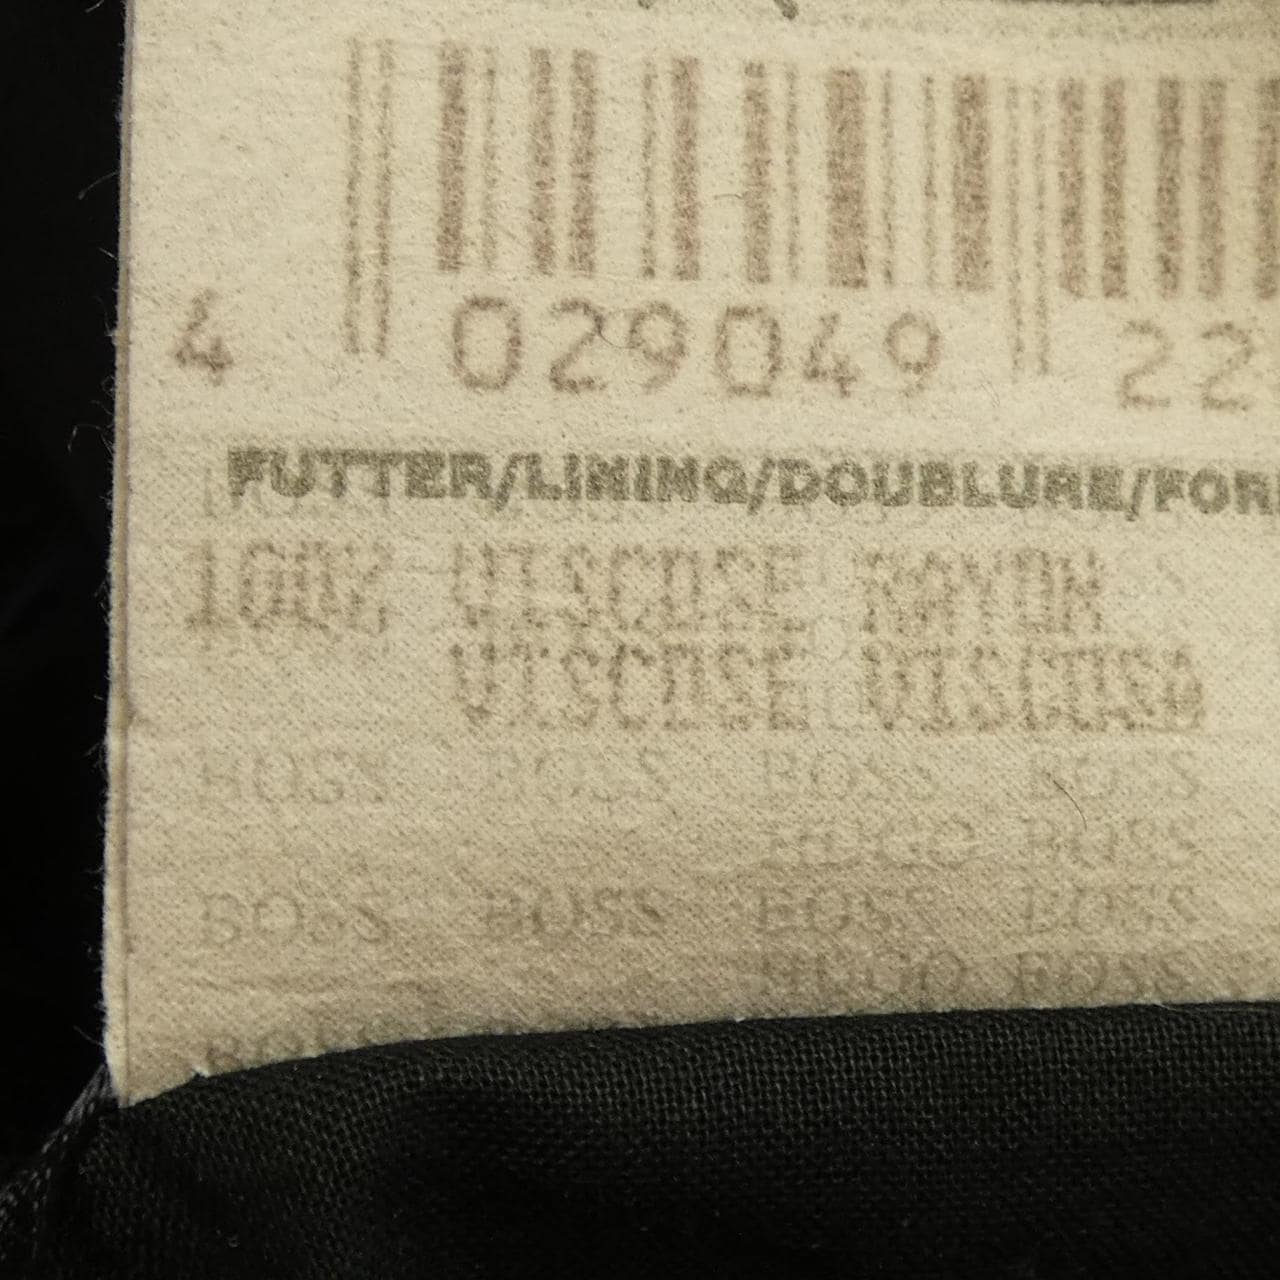 4 029049 22
FUTTER/LINING/DOUBLURE/FOR
100% VISCOSE RAYON
VISCOSE VISCOSA
BOSS BOSS BOSS BOSS
HUGO BOSS
BOSS BOSS BOSS BOSS
HUGO BOSS